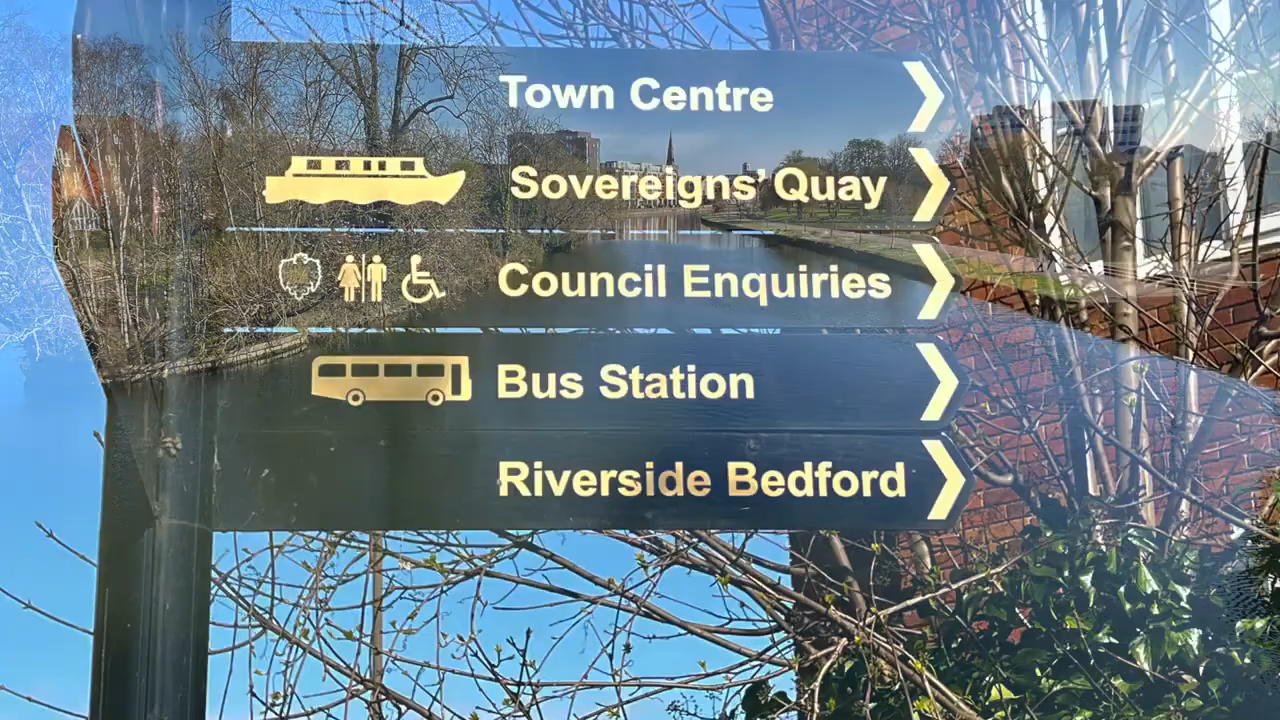 Town Centre
Sovereigns' Quay
Council Enquiries
Bus Station
Riverside Bedford